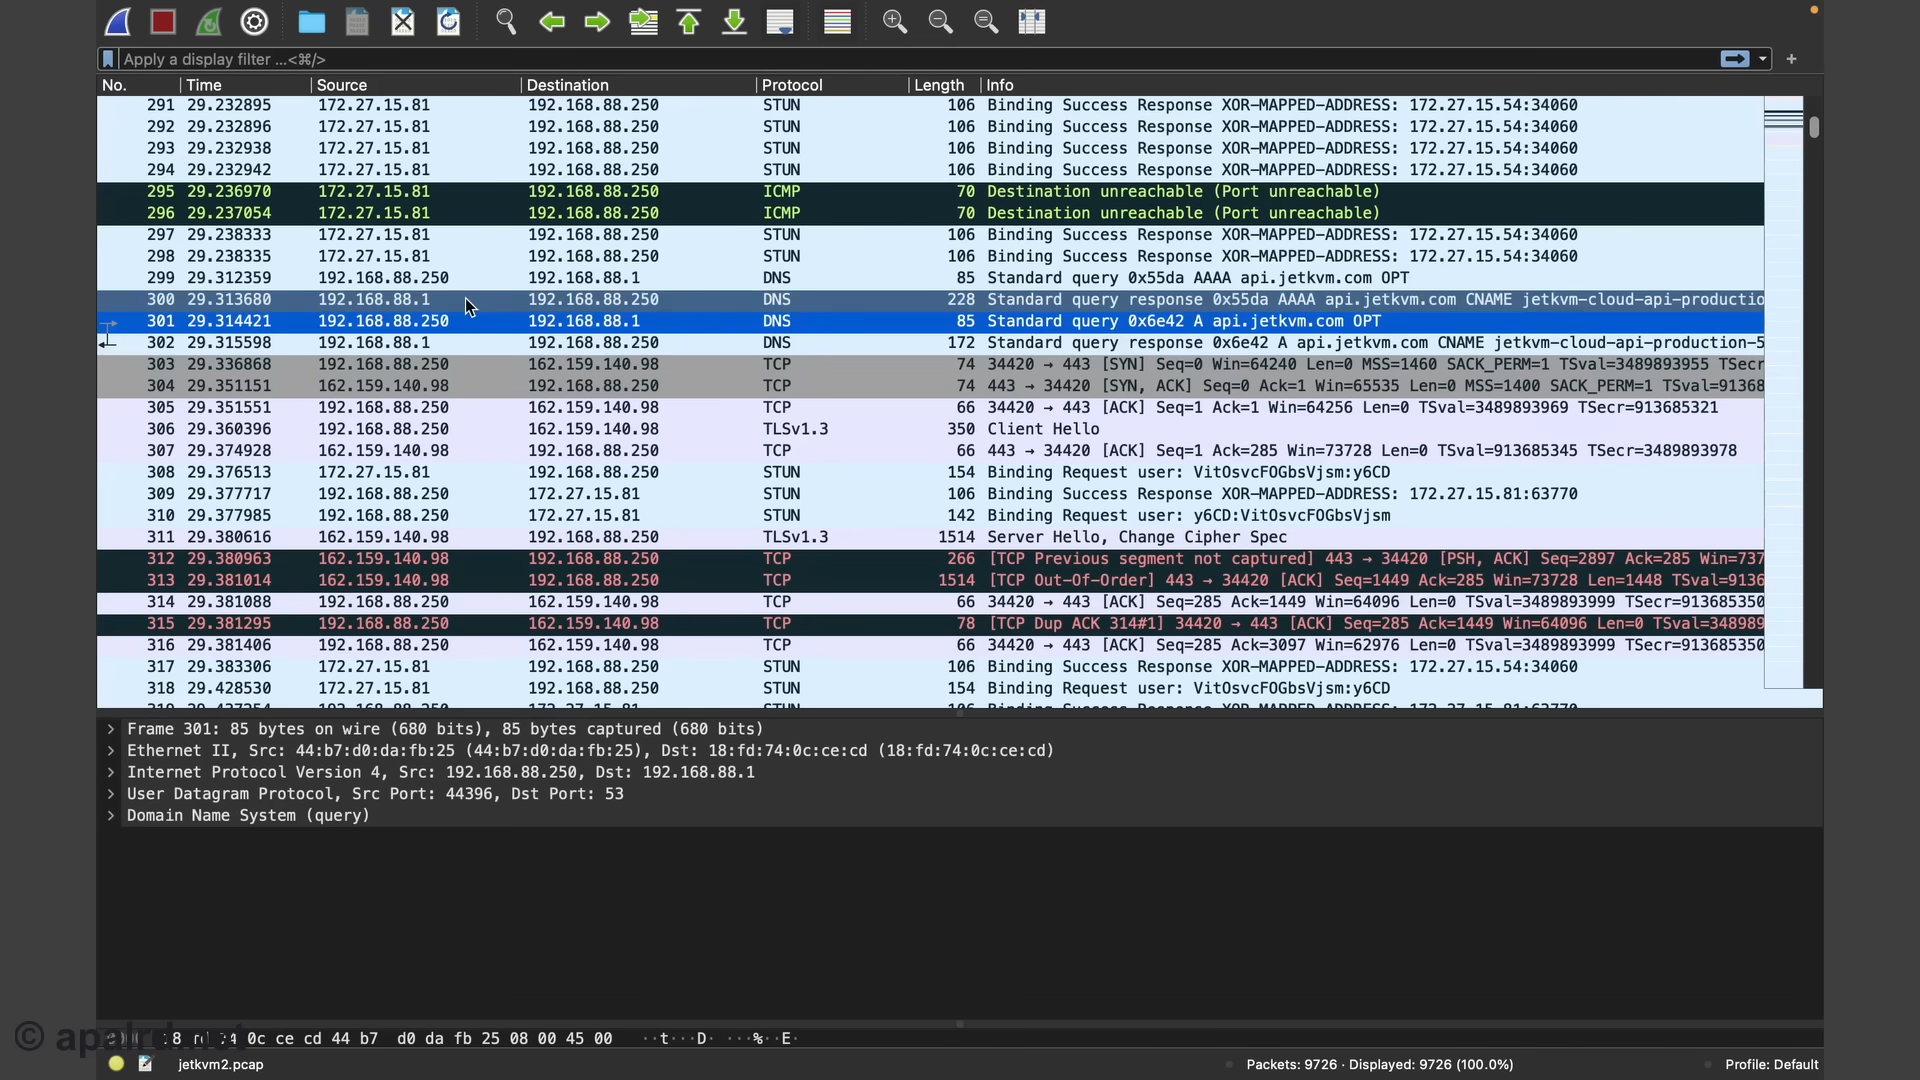 Apply a display filter ...<⌘/>
No. Time Source Destination Protocol Length Info
291 29.232895 172.27.15.81 192.168.88.250 STUN 106 Binding Success Response XOR-MAPPED-ADDRESS: 172.27.15.54:34060
292 29.232896 172.27.15.81 192.168.88.250 STUN 106 Binding Success Response XOR-MAPPED-ADDRESS: 172.27.15.54:34060
293 29.232938 172.27.15.81 192.168.88.250 STUN 106 Binding Success Response XOR-MAPPED-ADDRESS: 172.27.15.54:34060
294 29.232942 172.27.15.81 192.168.88.250 STUN 106 Binding Success Response XOR-MAPPED-ADDRESS: 172.27.15.54:34060
295 29.236970 172.27.15.81 192.168.88.250 ICMP 70 Destination unreachable (Port unreachable)
296 29.237054 172.27.15.81 192.168.88.250 ICMP 70 Destination unreachable (Port unreachable)
297 29.238333 172.27.15.81 192.168.88.250 STUN 106 Binding Success Response XOR-MAPPED-ADDRESS: 172.27.15.54:34060
298 29.238335 172.27.15.81 192.168.88.250 STUN 106 Binding Success Response XOR-MAPPED-ADDRESS: 172.27.15.54:34060
299 29.312359 192.168.88.250 192.168.88.1 DNS 85 Standard query 0x55da AAAA api.jetkvm.com OPT
300 29.313680 192.168.88.1 192.168.88.250 DNS 228 Standard query response 0x55da AAAA api.jetkvm.com CNAME jetkvm-cloud-api-productio
301 29.314421 192.168.88.250 192.168.88.1 DNS 85 Standard query 0x6e42 A api.jetkvm.com OPT
302 29.315598 192.168.88.1 192.168.88.250 DNS 172 Standard query response 0x6e42 A api.jetkvm.com CNAME jetkvm-cloud-api-production-5
303 29.336868 192.168.88.250 162.159.140.98 TCP 74 34420 → 443 [SYN] Seq=0 Win=64240 Len=0 MSS=1460 SACK_PERM=1 TSval=3489893955 TSecr
304 29.351151 162.159.140.98 192.168.88.250 TCP 74 443 → 34420 [SYN, ACK] Seq=0 Ack=1 Win=65535 Len=0 MSS=1400 SACK_PERM=1 TSval=91368
305 29.351551 192.168.88.250 162.159.140.98 TCP 66 34420 → 443 [ACK] Seq=1 Ack=1 Win=64256 Len=0 TSval=3489893969 TSecr=913685321
306 29.360396 192.168.88.250 162.159.140.98 TLSv1.3 350 Client Hello
307 29.374928 162.159.140.98 192.168.88.250 TCP 66 443 → 34420 [ACK] Seq=1 Ack=285 Win=73728 Len=0 TSval=913685345 TSecr=3489893978
308 29.376513 172.27.15.81 192.168.88.250 STUN 154 Binding Request user: VitOsvcFOGbsVjsm:y6CD
309 29.377717 192.168.88.250 172.27.15.81 STUN 106 Binding Success Response XOR-MAPPED-ADDRESS: 172.27.15.81:63770
310 29.377985 192.168.88.250 172.27.15.81 STUN 142 Binding Request user: y6CD:VitOsvcFOGbsVjsm
311 29.380616 162.159.140.98 192.168.88.250 TLSv1.3 1514 Server Hello, Change Cipher Spec
312 29.380963 162.159.140.98 192.168.88.250 TCP 266 [TCP Previous segment not captured] 443 → 34420 [PSH, ACK] Seq=2897 Ack=285 Win=737
313 29.381014 162.159.140.98 192.168.88.250 TCP 1514 [TCP Out-Of-Order] 443 → 34420 [ACK] Seq=1449 Ack=285 Win=73728 Len=1448 TSval=9136
314 29.381088 192.168.88.250 162.159.140.98 TCP 66 34420 → 443 [ACK] Seq=285 Ack=1449 Win=64096 Len=0 TSval=3489893999 TSecr=913685350
315 29.381295 192.168.88.250 162.159.140.98 TCP 78 [TCP Dup ACK 314#1] 34420 → 443 [ACK] Seq=285 Ack=1449 Win=64096 Len=0 TSval=348989
316 29.381406 192.168.88.250 162.159.140.98 TCP 66 34420 → 443 [ACK] Seq=285 Ack=3097 Win=62976 Len=0 TSval=3489893999 TSecr=913685350
317 29.383306 172.27.15.81 192.168.88.250 STUN 106 Binding Success Response XOR-MAPPED-ADDRESS: 172.27.15.54:34060
318 29.428530 172.27.15.81 192.168.88.250 STUN 154 Binding Request user: VitOsvcFOGbsVjsm:y6CD
Frame 301: 85 bytes on wire (680 bits), 85 bytes captured (680 bits)
Ethernet II, Src: 44:b7:d0:da:fb:25 (44:b7:d0:da:fb:25), Dst: 18:fd:74:0c:ce:cd (18:fd:74:0c:ce:cd)
Internet Protocol Version 4, Src: 192.168.88.250, Dst: 192.168.88.1
User Datagram Protocol, Src Port: 44396, Dst Port: 53
Domain Name System (query)
0c ce cd 44 b7 d0 da fb 25 08 00 45 00 ··t···D· ···%··E·
jetkvm2.pcap Packets: 9726 · Displayed: 9726 (100.0%) Profile: Default